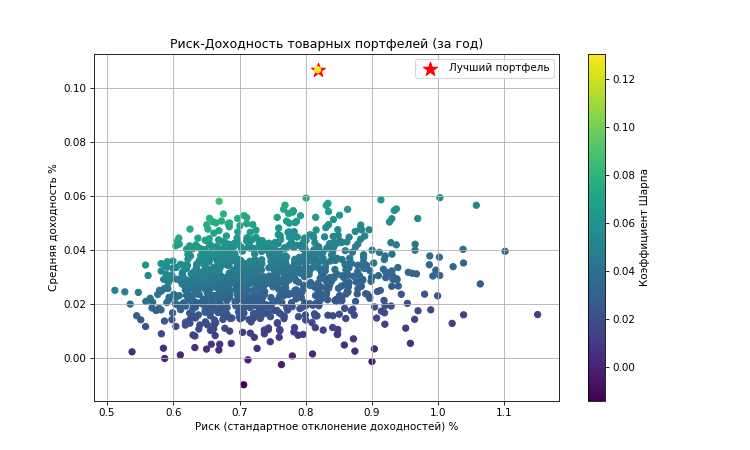 Риск-Доходность товарных портфелей (за год)
Лучший портфель
Средняя доходность %
0.10
0.08
0.06
0.04
0.02
0.00
0.5 0.6 0.7 0.8 0.9 1.0 1.1
Риск (стандартное отклонение доходностей) %
0.12
0.10
0.08
0.06
0.04
0.02
0.00
Коэффициент Шарпа